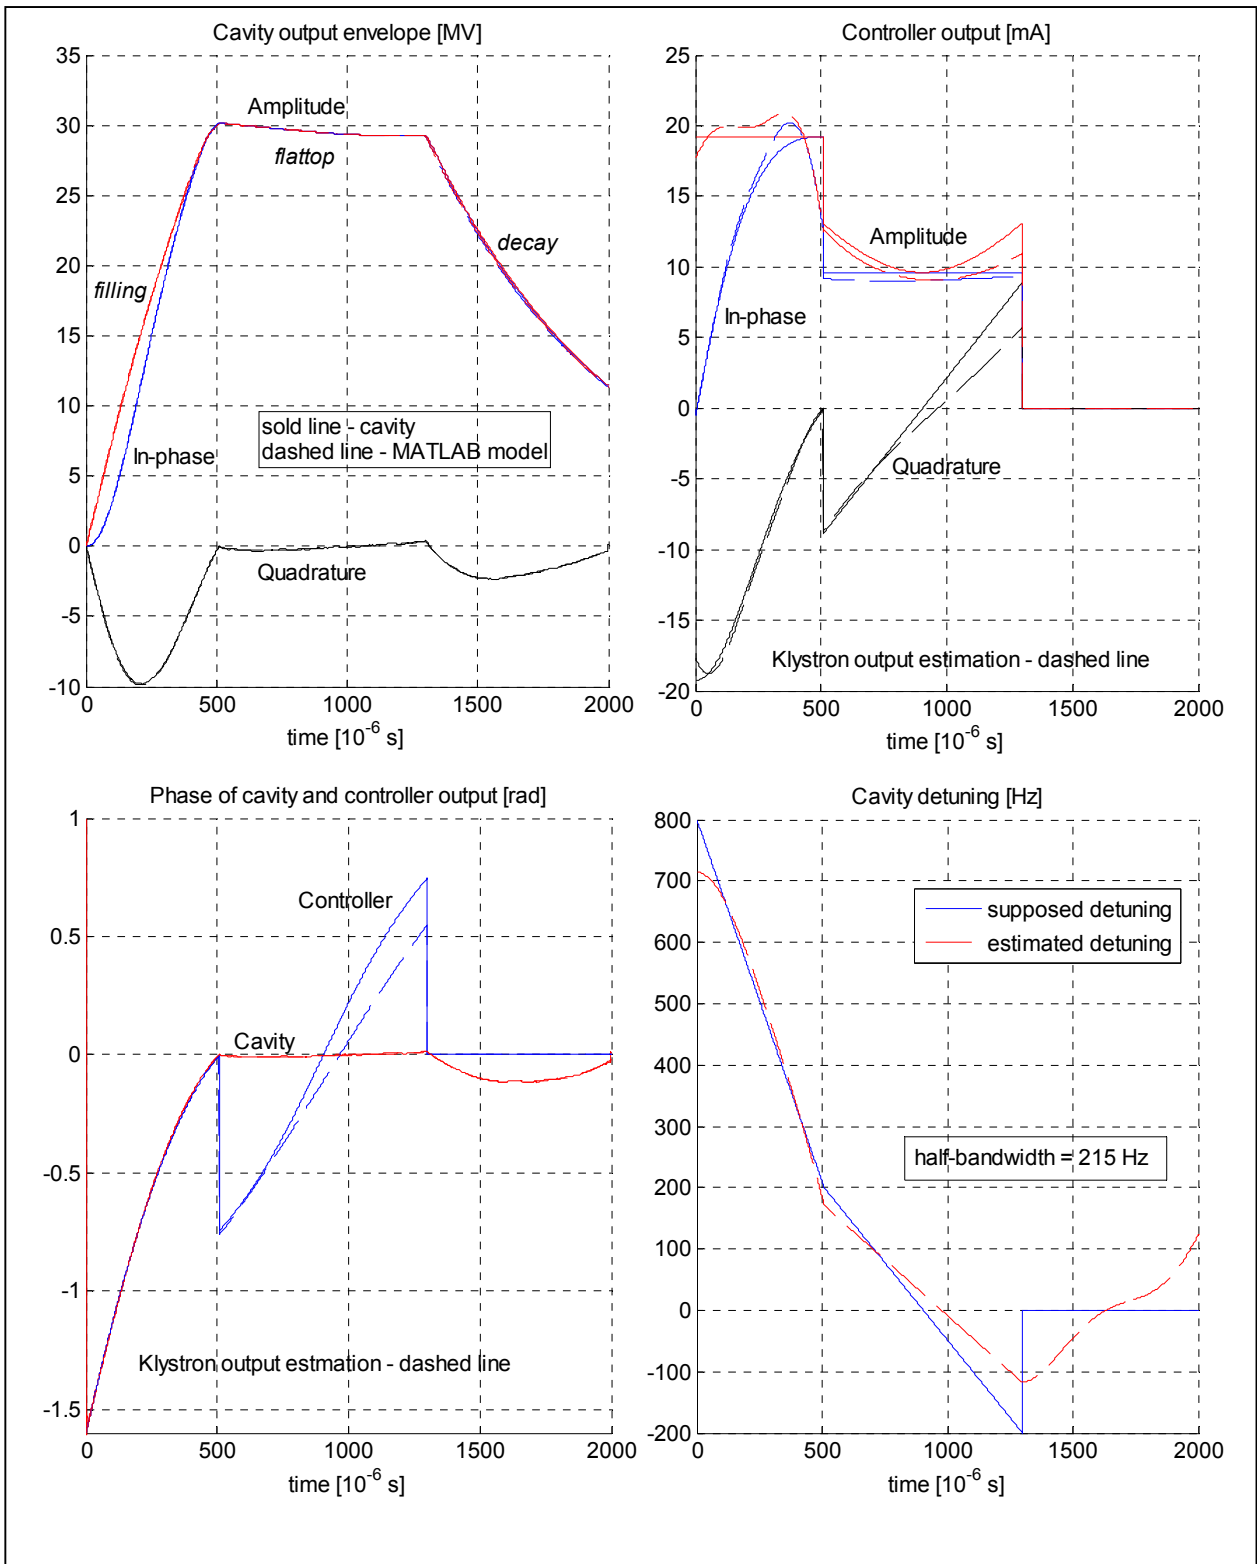 Cavity output envelope [MV]
35
30
25
20
15
10
5
0
-5
-10
Amplitude
flattop
filling
decay
sold line - cavity
dashed line - MATLAB model
In-phase
Quadrature
0 500 1000 1500 2000
time [10⁻⁶ s]
Controller output [mA]
25
20
15
10
5
0
-5
-10
-15
-20
Amplitude
In-phase
Quadrature
Klystron output estimation - dashed line
0 500 1000 1500 2000
time [10⁻⁶ s]
Phase of cavity and controller output [rad]
1
0.5
0
-0.5
-1
-1.5
Controller
Cavity
Klystron output estmation - dashed line
0 500 1000 1500 2000
time [10⁻⁶ s]
Cavity detuning [Hz]
800
700
600
500
400
300
200
100
0
-100
-200
supposed detuning
estimated detuning
half-bandwidth = 215 Hz
0 500 1000 1500 2000
time [10⁻⁶ s]